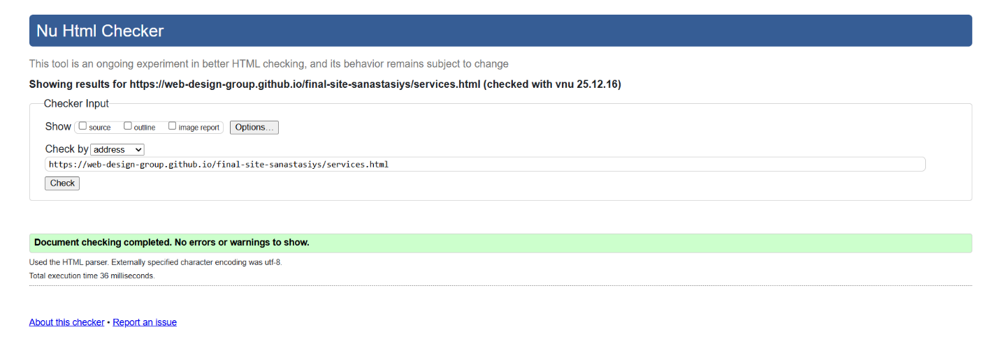 Nu Html Checker
This tool is an ongoing experiment in better HTML checking, and its behavior remains subject to change
Showing results for https://web-design-group.github.io/final-site-sanastasiys/services.html (checked with vnu 25.12.16)
Checker Input
Show source outline image report Options...
Check by address
https://web-design-group.github.io/final-site-sanastasiys/services.html
Check
Document checking completed. No errors or warnings to show.
Used the HTML parser. Externally specified character encoding was utf-8.
Total execution time 36 milliseconds.
About this checker • Report an issue